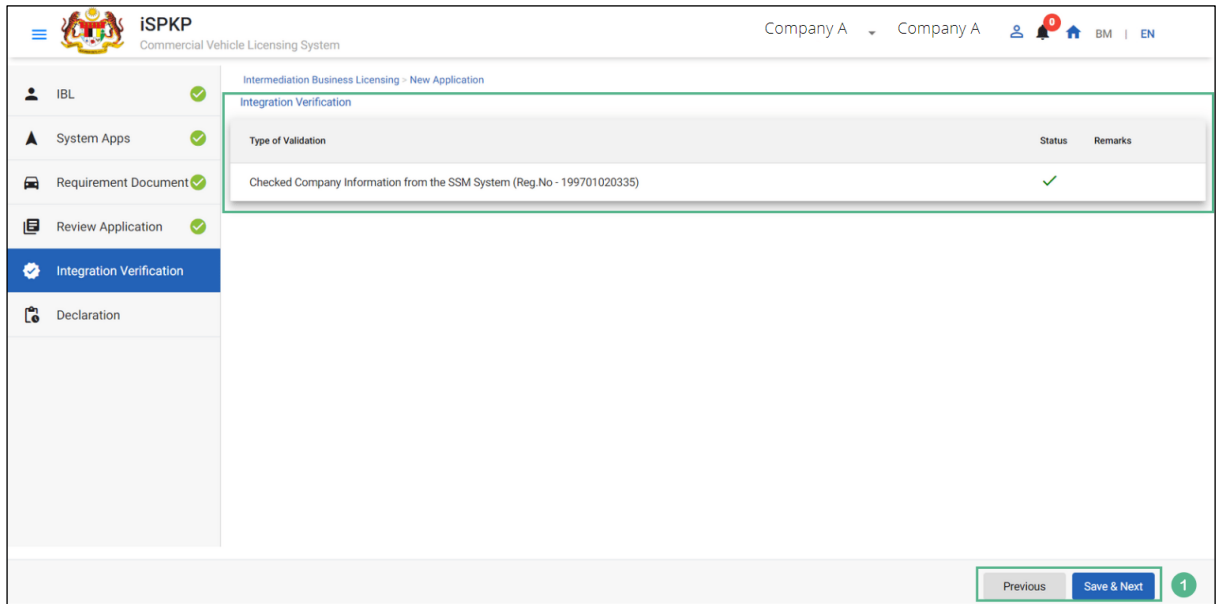 iSPKP
Commercial Vehicle Licensing System
Company A
Company A
0
BM | EN
IBL
System Apps
Requirement Document
Review Application
Integration Verification
Declaration
Intermediation Business Licensing > New Application
Integration Verification
Type of Validation Status Remarks
Checked Company Information from the SSM System (Reg.No - 199701020335)
Previous Save & Next 1